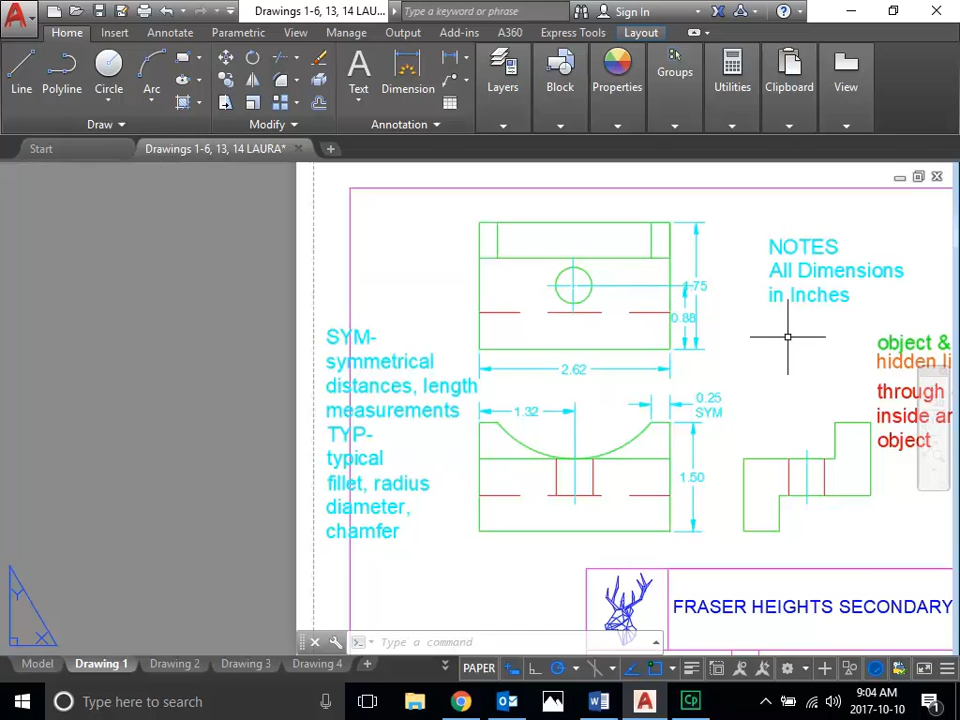 Drawings 1-6, 13, 14 LAU...
Type a keyword or phrase
Sign In
Home
Insert
Annotate
Parametric
View
Manage
Output
Add-ins
A360
Express Tools
Layout
Line
Polyline
Circle
Arc
Text
Dimension
Layers
Block
Properties
Groups
Utilities
Clipboard
View
Draw
Modify
Annotation
Start
Drawings 1-6, 13, 14 LAURA*
NOTES
All Dimensions
in Inches
1.75
0.88
2.62
SYM-
symmetrical
distances, length
measurements
TYP-
typical
fillet, radius
diameter,
chamfer
1.32
0.25
SYM
1.50
object &
hidden li
through
inside an
object
FRASER HEIGHTS SECONDARY
Y
X
Type a command
Model
Drawing 1
Drawing 2
Drawing 3
Drawing 4
PAPER
Type here to search
9:04 AM
2017-10-10
1